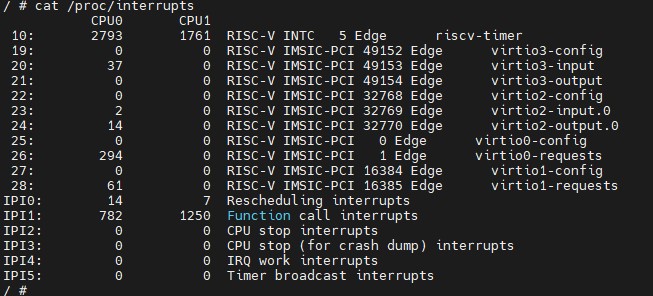 / # cat /proc/interrupts
           CPU0       CPU1
 10:       2793       1761  RISC-V INTC   5 Edge      riscv-timer
 19:          0          0  RISC-V IMSIC-PCI 49152 Edge      virtio3-config
 20:         37          0  RISC-V IMSIC-PCI 49153 Edge      virtio3-input
 21:          0          0  RISC-V IMSIC-PCI 49154 Edge      virtio3-output
 22:          0          0  RISC-V IMSIC-PCI 32768 Edge      virtio2-config
 23:          2          0  RISC-V IMSIC-PCI 32769 Edge      virtio2-input.0
 24:         14          0  RISC-V IMSIC-PCI 32770 Edge      virtio2-output.0
 25:          0          0  RISC-V IMSIC-PCI   0 Edge      virtio0-config
 26:        294          0  RISC-V IMSIC-PCI   1 Edge      virtio0-requests
 27:          0          0  RISC-V IMSIC-PCI 16384 Edge      virtio1-config
 28:         61          0  RISC-V IMSIC-PCI 16385 Edge      virtio1-requests
IPI0:        14          7  Rescheduling interrupts
IPI1:       782       1250  Function call interrupts
IPI2:         0          0  CPU stop interrupts
IPI3:         0          0  CPU stop (for crash dump) interrupts
IPI4:         0          0  IRQ work interrupts
IPI5:         0          0  Timer broadcast interrupts
/ #